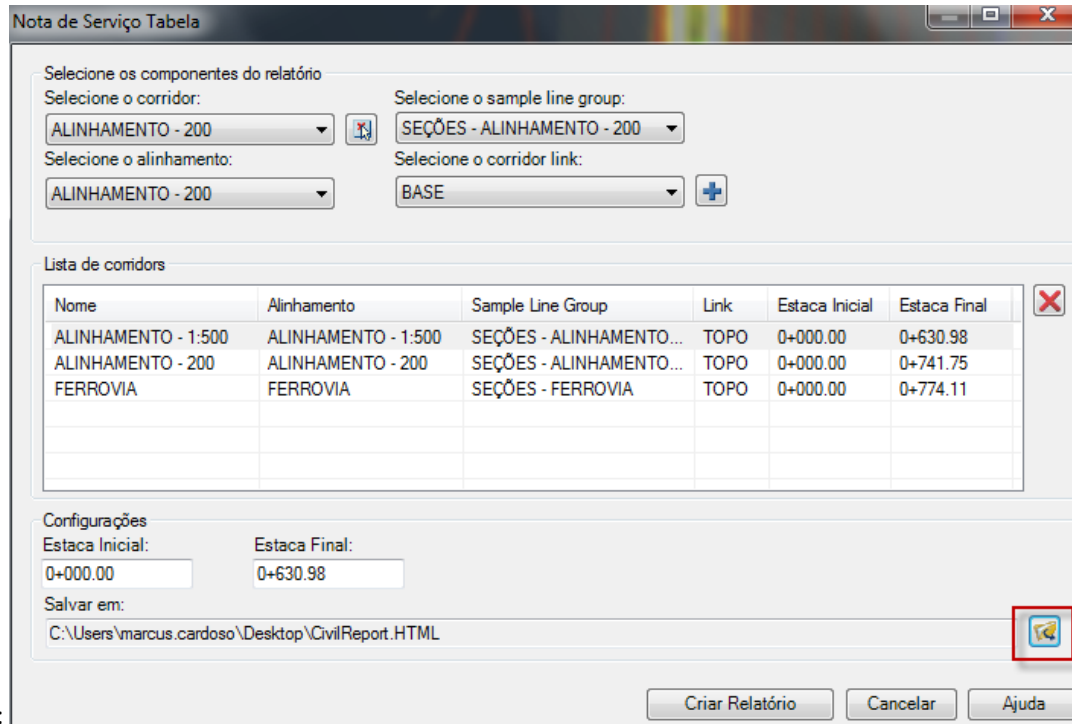 Nota de Serviço Tabela
Selecione os componentes do relatório
Selecione o corridor: Selecione o sample line group:
ALINHAMENTO - 200 SEÇÕES - ALINHAMENTO - 200
Selecione o alinhamento: Selecione o corridor link:
ALINHAMENTO - 200 BASE
Lista de corridors
Nome Alinhamento Sample Line Group Link Estaca Inicial Estaca Final
ALINHAMENTO - 1:500 ALINHAMENTO - 1:500 SEÇÕES - ALINHAMENTO... TOPO 0+000.00 0+630.98
ALINHAMENTO - 200 ALINHAMENTO - 200 SEÇÕES - ALINHAMENTO... TOPO 0+000.00 0+741.75
FERROVIA FERROVIA SEÇÕES - FERROVIA TOPO 0+000.00 0+774.11
Configurações
Estaca Inicial: Estaca Final:
0+000.00 0+630.98
Salvar em:
C:\Users\marcus.cardoso\Desktop\CivilReport.HTML
Criar Relatório Cancelar Ajuda
: